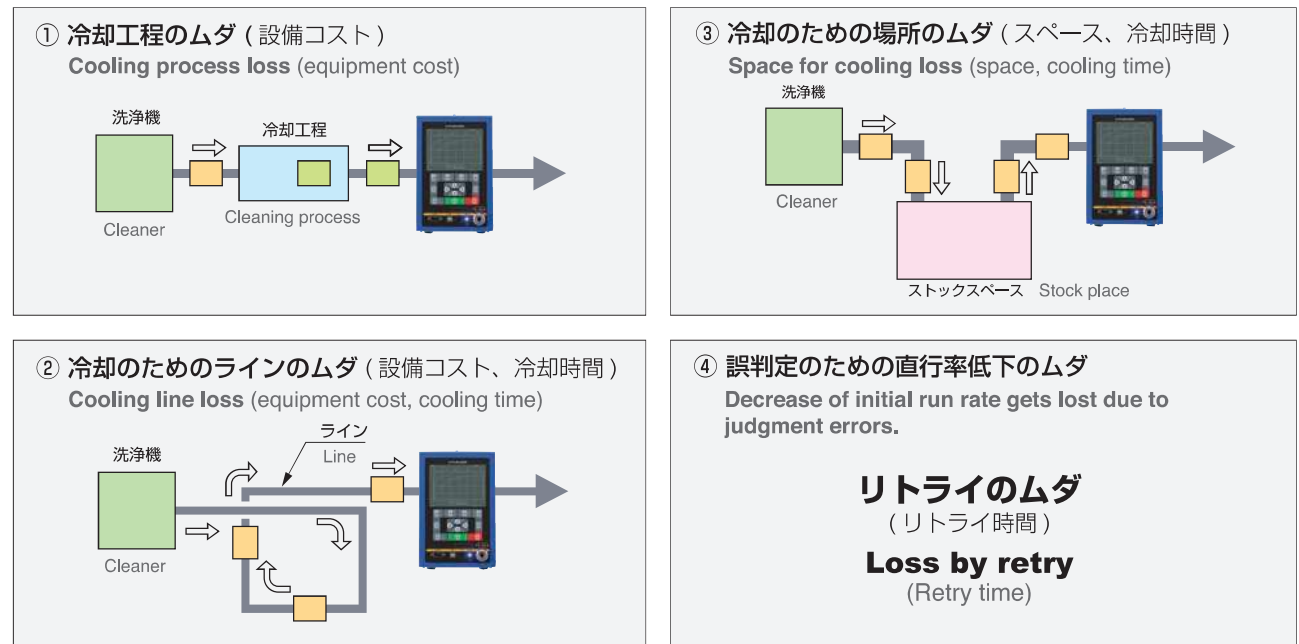 ① 冷却工程のムダ ( 設備コスト )
Cooling process loss (equipment cost)
洗浄機
冷却工程
Cleaner
Cleaning process
② 冷却のためのラインのムダ ( 設備コスト、冷却時間 )
Cooling line loss (equipment cost, cooling time)
ライン
Line
洗浄機
Cleaner
③ 冷却のための場所のムダ ( スペース、冷却時間 )
Space for cooling loss (space, cooling time)
洗浄機
Cleaner
ストックスペース Stock place
④ 誤判定のための直行率低下のムダ
Decrease of initial run rate gets lost due to
judgment errors.
リトライのムダ
( リトライ時間 )
Loss by retry
(Retry time)